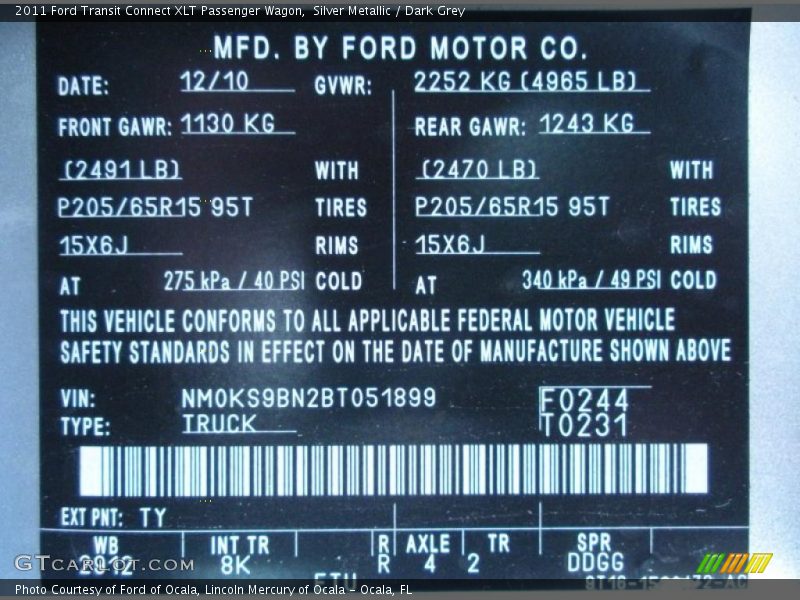 2011 Ford Transit Connect XLT Passenger Wagon, Silver Metallic / Dark Grey
MFD. BY FORD MOTOR CO.
DATE: 12/10 GVWR: 2252 KG (4965 LB)
FRONT GAWR: 1130 KG REAR GAWR: 1243 KG
(2491 LB) WITH (2470 LB) WITH
P205/65R15 95T TIRES P205/65R15 95T TIRES
15X6J RIMS 15X6J RIMS
AT 275 kPa / 40 PSI COLD AT 340 kPa / 49 PSI COLD
THIS VEHICLE CONFORMS TO ALL APPLICABLE FEDERAL MOTOR VEHICLE
SAFETY STANDARDS IN EFFECT ON THE DATE OF MANUFACTURE SHOWN ABOVE
VIN: NM0KS9BN2BT051899 F0244
TYPE: TRUCK T0231
EXT PNT: TY
WB INT TR R AXLE TR SPR
2912 8K R 4 2 DDGG
GTCARLOT.COM
Photo Courtesy of Ford of Ocala, Lincoln Mercury of Ocala – Ocala, FL